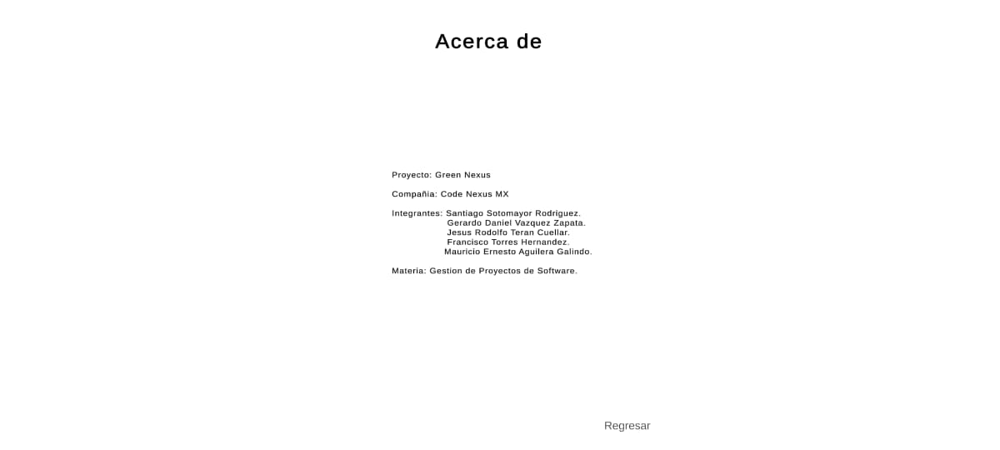 Acerca de
Proyecto: Green Nexus
Compañia: Code Nexus MX
Integrantes: Santiago Sotomayor Rodriguez.
Gerardo Daniel Vazquez Zapata.
Jesus Rodolfo Teran Cuellar.
Francisco Torres Hernandez.
Mauricio Ernesto Aguilera Galindo.
Materia: Gestion de Proyectos de Software.
Regresar